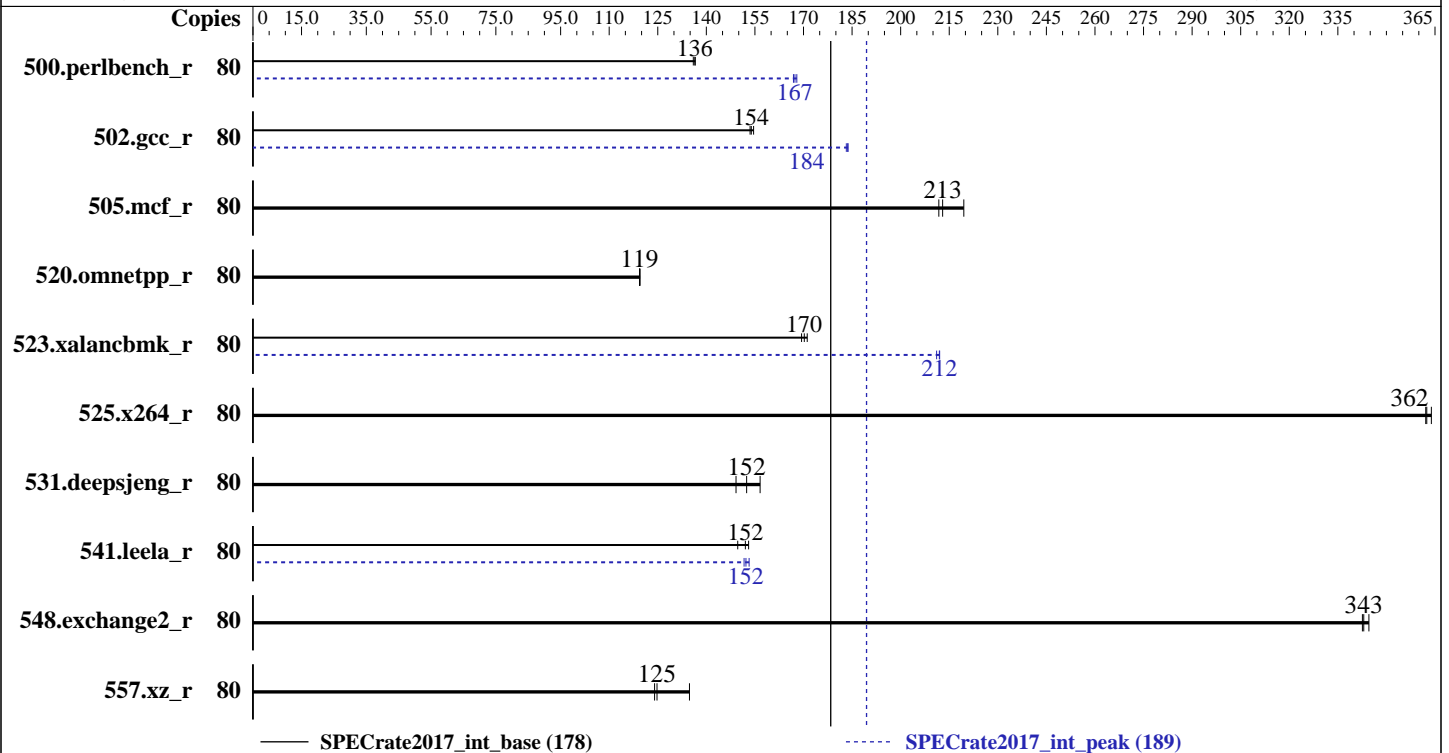 Copies 0 15.0 35.0 55.0 75.0 95.0 110 125 140 155 170 185 200 215 230 245 260 275 290 305 320 335 365
136
500.perlbench_r 80
167
154
502.gcc_r 80
184
213
505.mcf_r 80
119
520.omnetpp_r 80
170
523.xalancbmk_r 80
212
362
525.x264_r 80
152
531.deepsjeng_r 80
152
541.leela_r 80
152
343
548.exchange2_r 80
125
557.xz_r 80
SPECrate2017_int_base (178) SPECrate2017_int_peak (189)